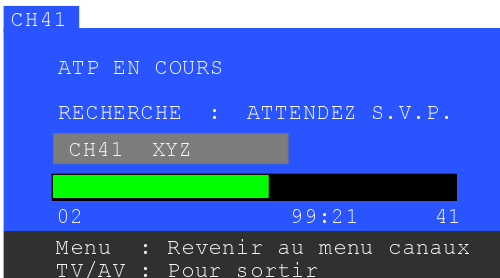 CH41
ATP EN COURS
RECHERCHE : ATTENDEZ S.V.P.
CH41 XYZ
02 99:21 41
Menu : Revenir au menu canaux
TV/AV : Pour sortir